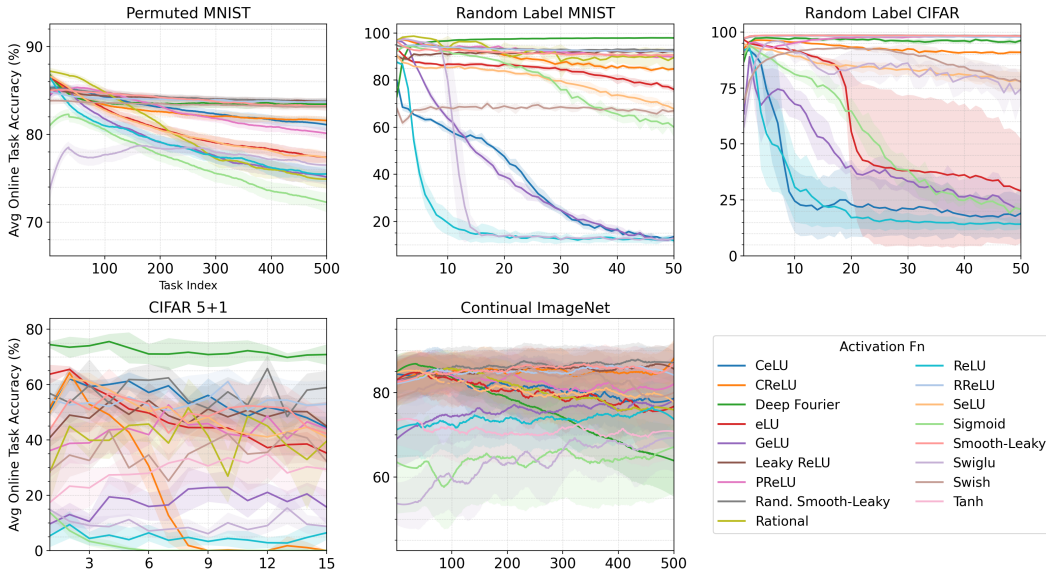 Permuted MNIST
Avg Online Task Accuracy (%)
90
80
70
100
200
300
400
500
Task Index
Random Label MNIST
100
80
60
40
20
10
20
30
40
50
Random Label CIFAR
100
75
50
25
0
10
20
30
40
50
CIFAR 5+1
Avg Online Task Accuracy (%)
80
60
40
20
0
3
6
9
12
15
Continual ImageNet
80
60
100
200
300
400
500
Activation Fn
CeLU
CReLU
Deep Fourier
eLU
GeLU
Leaky ReLU
PReLU
Rand. Smooth-Leaky
Rational
ReLU
RReLU
SeLU
Sigmoid
Smooth-Leaky
Swiglu
Swish
Tanh